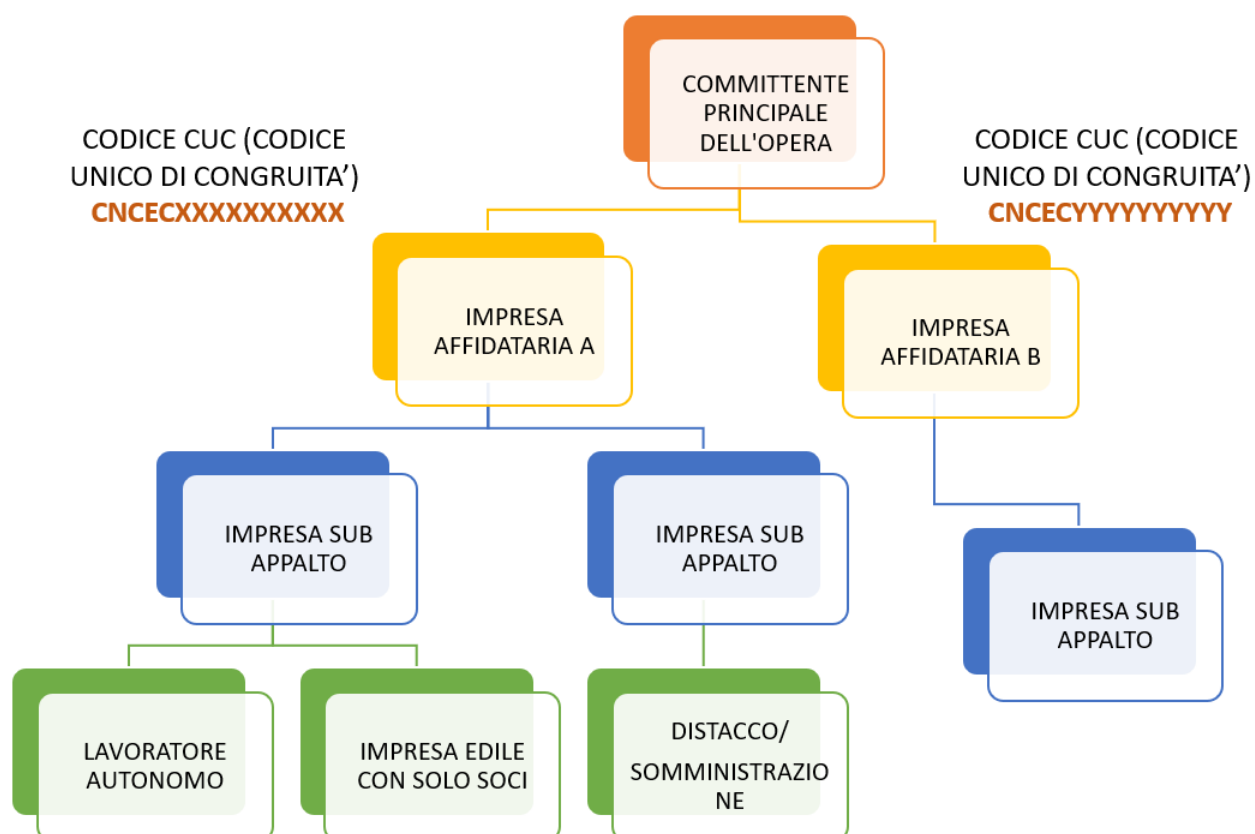 COMMITTENTE
PRINCIPALE
DELL'OPERA
CODICE CUC (CODICE
UNICO DI CONGRUITA’)
CNCECXXXXXXXXXX
CODICE CUC (CODICE
UNICO DI CONGRUITA’)
CNCECYYYYYYYYYY
IMPRESA
AFFIDATARIA A
IMPRESA
AFFIDATARIA B
IMPRESA SUB
APPALTO
IMPRESA SUB
APPALTO
IMPRESA SUB
APPALTO
LAVORATORE
AUTONOMO
IMPRESA EDILE
CON SOLO SOCI
DISTACCO/
SOMMINISTRAZIO
NE